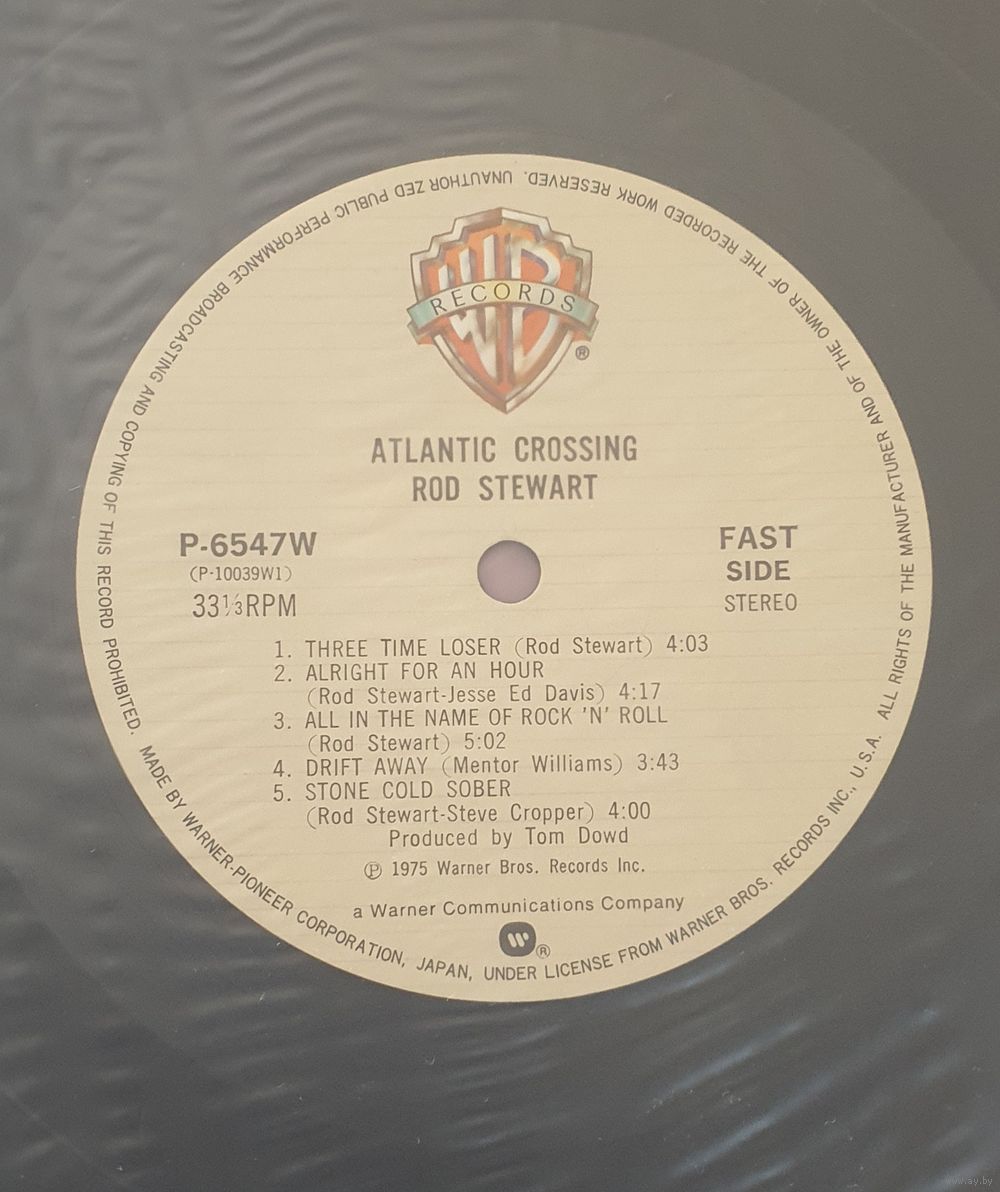 WB
RECORDS
®
ATLANTIC CROSSING
ROD STEWART
P-6547W
(P-10039W1)
33⅓RPM
FAST
SIDE
STEREO
1. THREE TIME LOSER (Rod Stewart) 4:03
2. ALRIGHT FOR AN HOUR
(Rod Stewart-Jesse Ed Davis) 4:17
3. ALL IN THE NAME OF ROCK 'N' ROLL
(Rod Stewart) 5:02
4. DRIFT AWAY (Mentor Williams) 3:43
5. STONE COLD SOBER
(Rod Stewart-Steve Cropper) 4:00
Produced by Tom Dowd
℗ 1975 Warner Bros. Records Inc.
a Warner Communications Company
W®
MADE BY WARNER-PIONEER CORPORATION, JAPAN, UNDER LICENSE FROM WARNER BROS. RECORDS INC., U.S.A. ALL RIGHTS OF THE MANUFACTURER AND OF THE OWNER OF THE RECORDED WORK RESERVED. UNAUTHOR ZED PUBLIC PERFORMANCE BROADCASTING AND COPYING OF THIS RECORD PROHIBITED.
www.ay.by